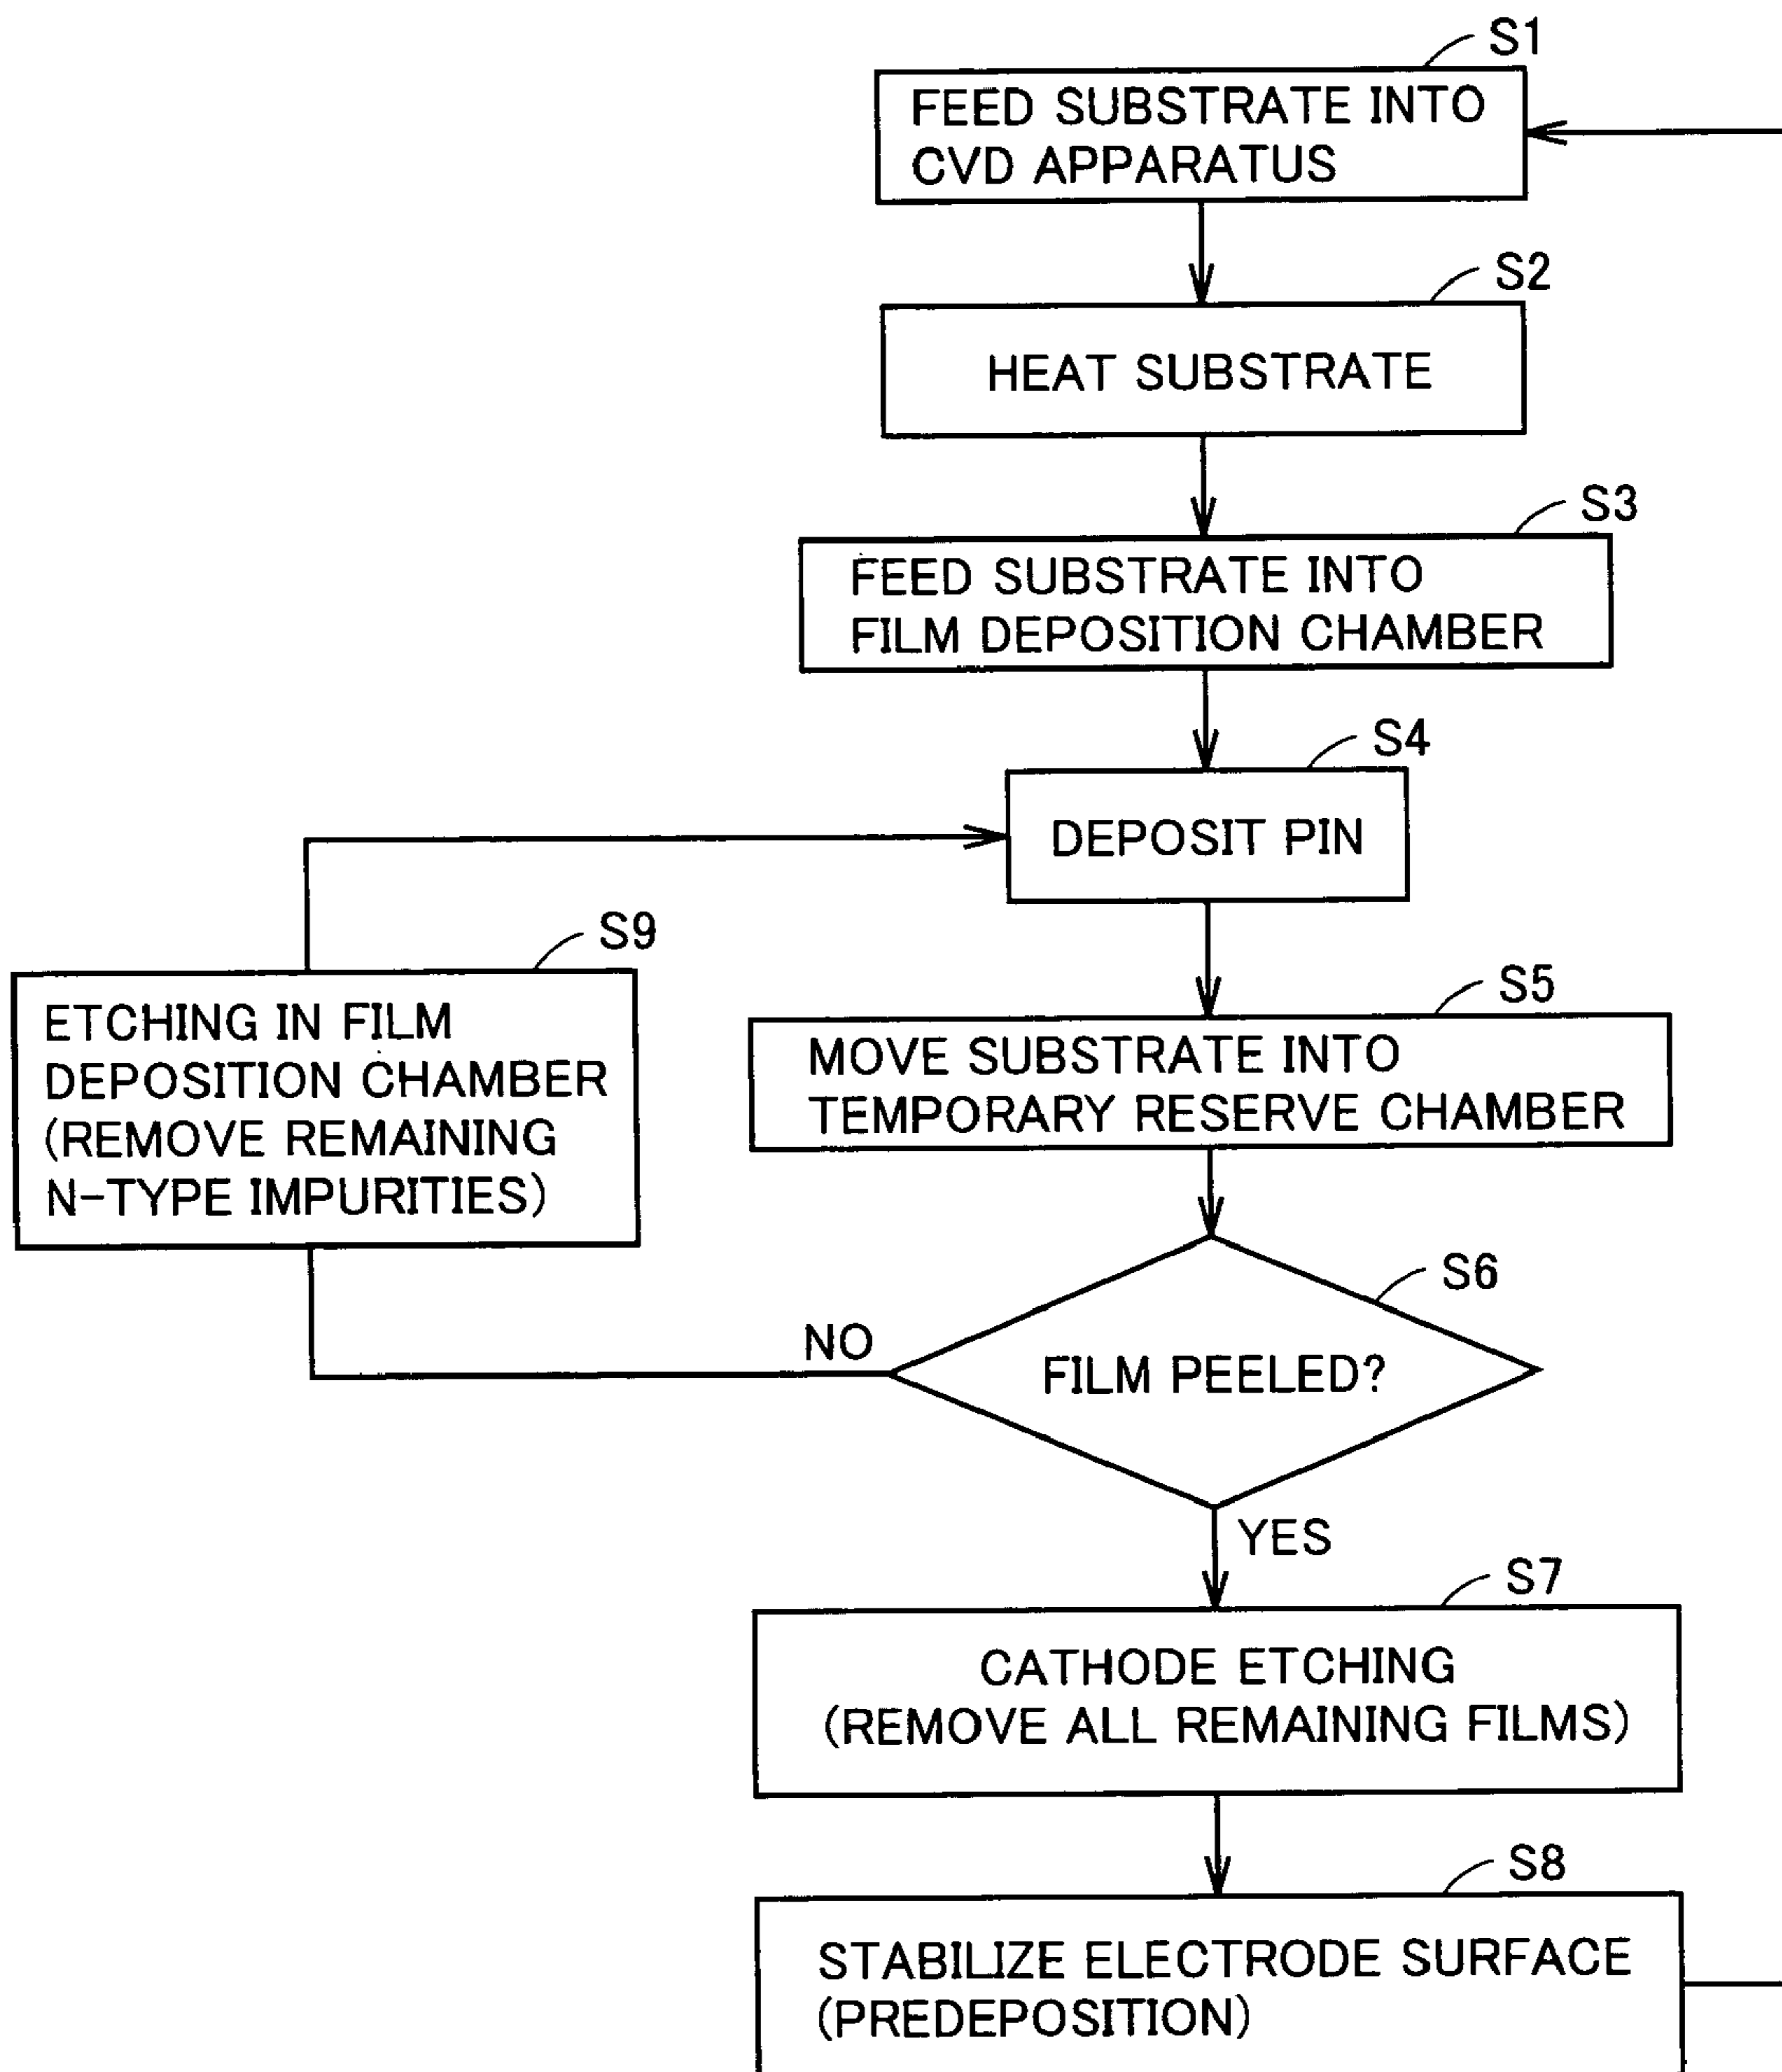 S1
FEED SUBSTRATE INTO
CVD APPARATUS
S2
HEAT SUBSTRATE
S3
FEED SUBSTRATE INTO
FILM DEPOSITION CHAMBER
S4
DEPOSIT PIN
S9
ETCHING IN FILM
DEPOSITION CHAMBER
(REMOVE REMAINING
N-TYPE IMPURITIES)
S5
MOVE SUBSTRATE INTO
TEMPORARY RESERVE CHAMBER
S6
NO
FILM PEELED?
YES
S7
CATHODE ETCHING
(REMOVE ALL REMAINING FILMS)
S8
STABILIZE ELECTRODE SURFACE
(PREDEPOSITION)